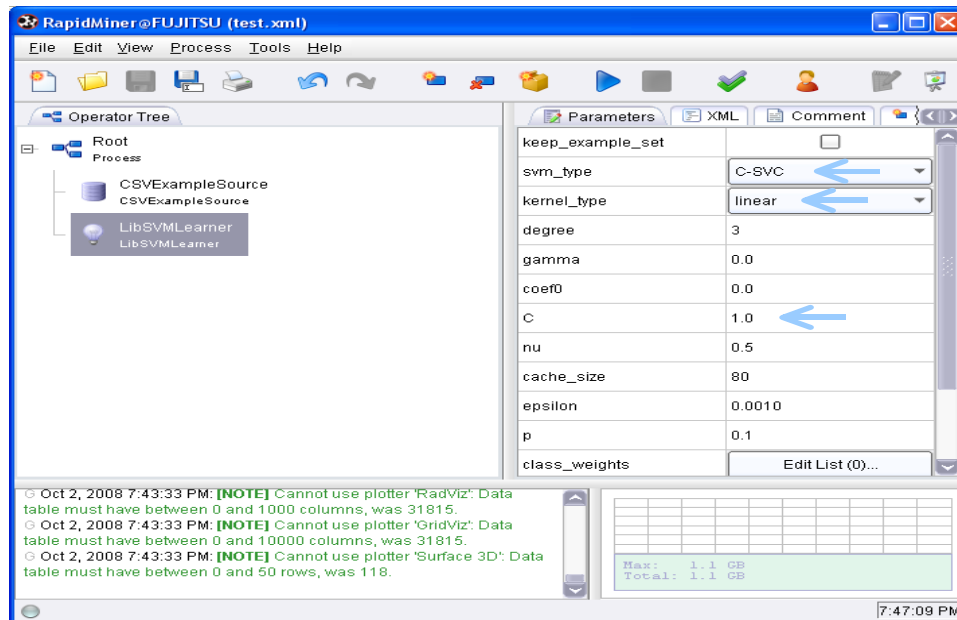 RapidMiner@FUJITSU (test.xml)
File Edit View Process Tools Help
Operator Tree
Root
Process
CSVExampleSource
CSVExampleSource
LibSVMLearner
LibSVMLearner
Parameters XML Comment
keep_example_set
svm_type C-SVC
kernel_type linear
degree 3
gamma 0.0
coef0 0.0
C 1.0
nu 0.5
cache_size 80
epsilon 0.0010
p 0.1
class_weights Edit List (0)...
G Oct 2, 2008 7:43:33 PM: [NOTE] Cannot use plotter 'RadViz': Data
table must have between 0 and 1000 columns, was 31815.
G Oct 2, 2008 7:43:33 PM: [NOTE] Cannot use plotter 'GridViz': Data
table must have between 0 and 10000 columns, was 31815.
G Oct 2, 2008 7:43:33 PM: [NOTE] Cannot use plotter 'Surface 3D': Data
table must have between 0 and 50 rows, was 118.
Max: 1.1 GB
Total: 1.1 GB
7:47:09 PM